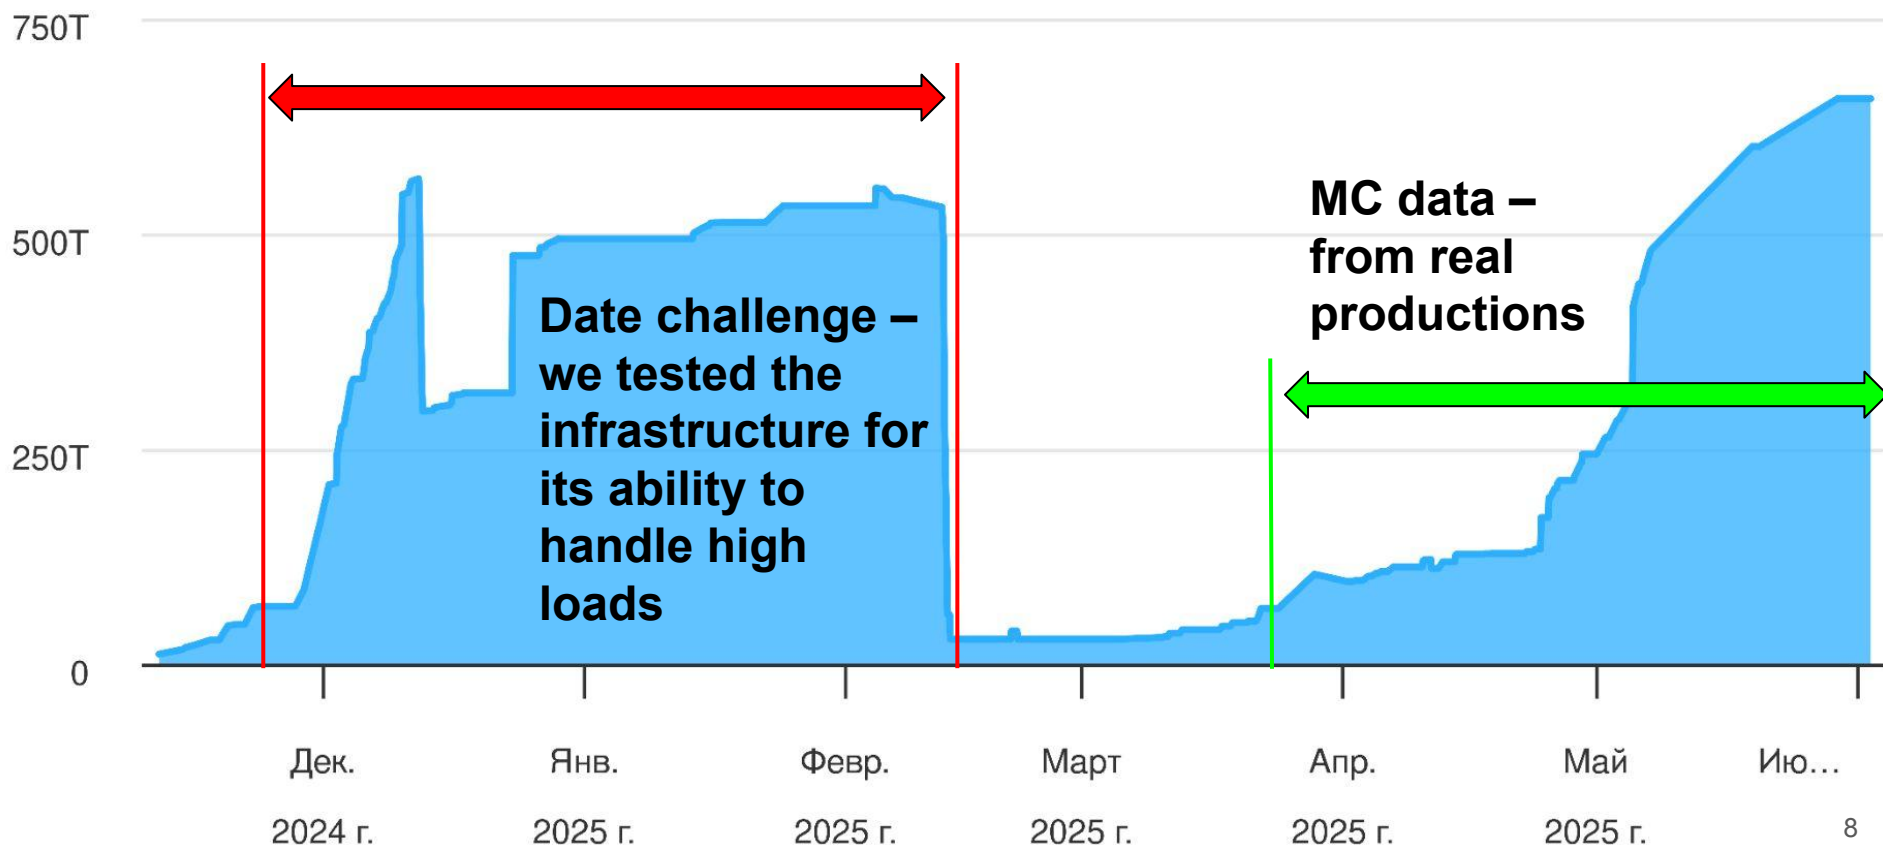 750T
500T
250T
0
Date challenge –
we tested the
infrastructure for
its ability to
handle high
loads
MC data –
from real
productions
Дек. Янв. Февр. Март Апр. Май Ию...
2024 г. 2025 г. 2025 г. 2025 г. 2025 г. 2025 г.
8